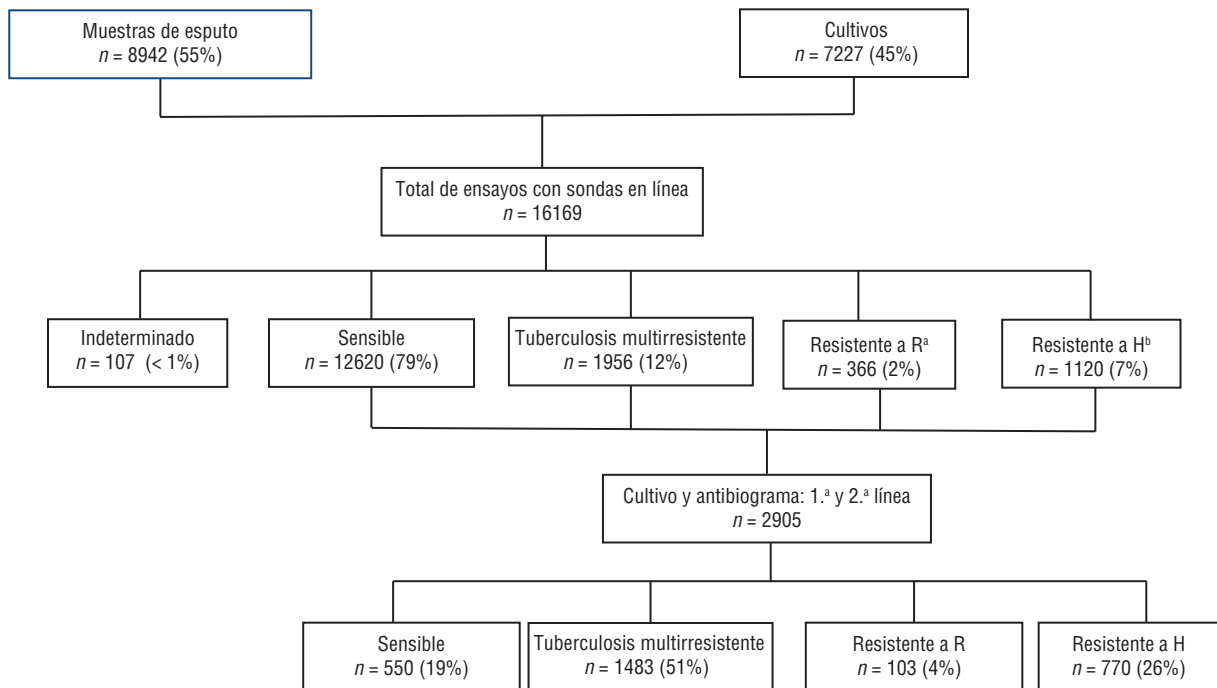 Muestras de esputo
n = 8942 (55%)
Cultivos
n = 7227 (45%)
Total de ensayos con sondas en línea
n = 16169
Indeterminado
n = 107 (< 1%)
Sensible
n = 12620 (79%)
Tuberculosis multirresistente
n = 1956 (12%)
Resistente a Rᵃ
n = 366 (2%)
Resistente a Hᵇ
n = 1120 (7%)
Cultivo y antibiograma: 1.ª y 2.ª línea
n = 2905
Sensible
n = 550 (19%)
Tuberculosis multirresistente
n = 1483 (51%)
Resistente a R
n = 103 (4%)
Resistente a H
n = 770 (26%)